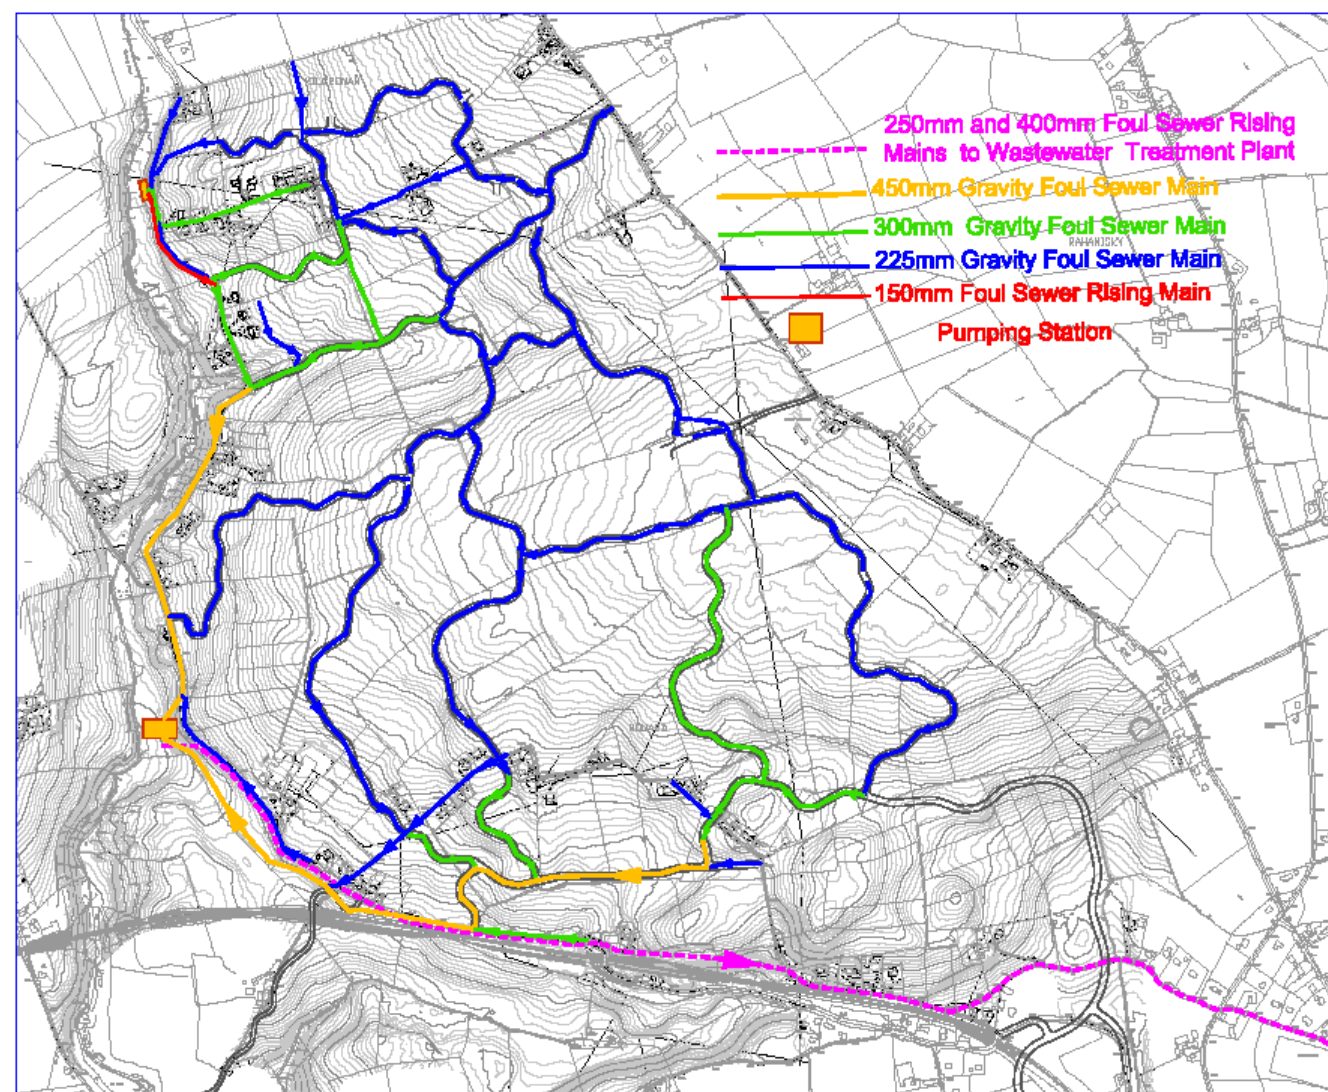 250mm and 400mm Foul Sewer Rising
Mains to Wastewater Treatment Plant
450mm Gravity Foul Sewer Main
300mm Gravity Foul Sewer Main
RAHANISKY
225mm Gravity Foul Sewer Main
150mm Foul Sewer Rising Main
Pumping Station